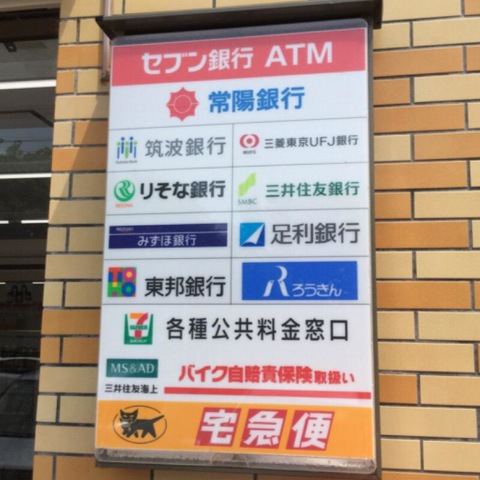 セブン銀行 ATM
常陽銀行
筑波銀行
三菱東京UFJ銀行
MUFG
りそな銀行
RESONA
三井住友銀行
SMBC
みずほ銀行
足利銀行
東邦銀行
TOHO
Rろうきん
各種公共料金窓口
MS&AD
三井住友海上
バイク自賠責保険取扱い
宅急便